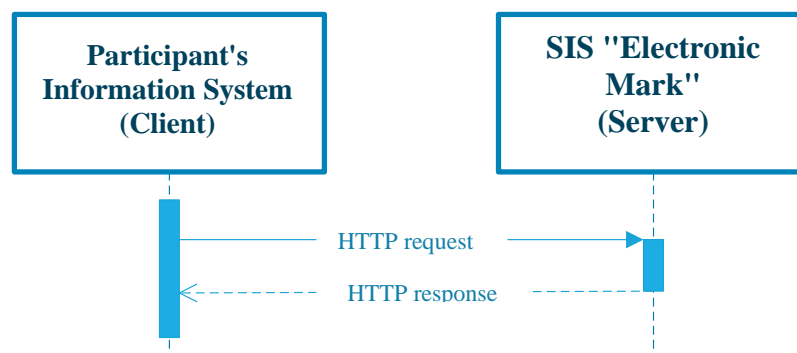 Participant's
Information System
(Client)
SIS "Electronic
Mark"
(Server)
HTTP request
HTTP response